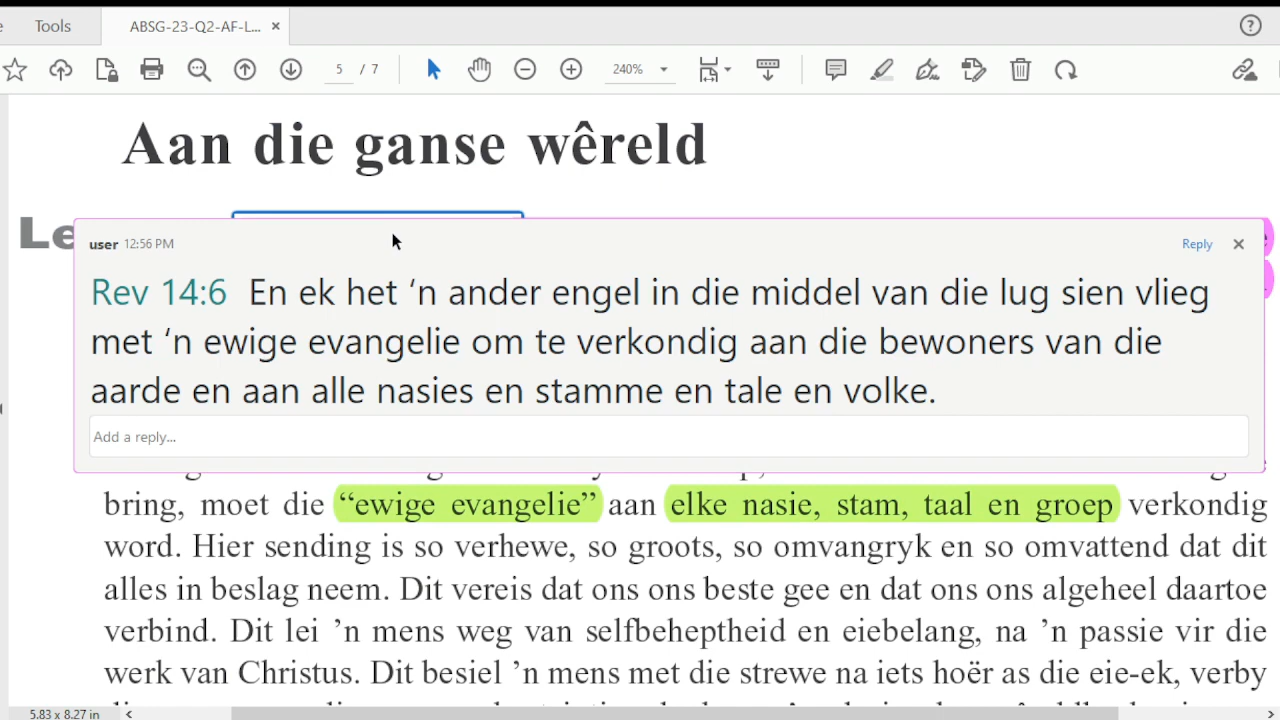 Tools
ABSG-23-Q2-AF-L... ×
5 / 7
240%
Aan die ganse wêreld
Le
user 12:56 PM
Reply ×
Rev 14:6 En ek het ‘n ander engel in die middel van die lug sien vlieg
met ‘n ewige evangelie om te verkondig aan die bewoners van die
aarde en aan alle nasies en stamme en tale en volke.
Add a reply...
bring, moet die “ewige evangelie” aan elke nasie, stam, taal en groep verkondig
word. Hier sending is so verhewe, so groots, so omvangryk en so omvattend dat dit
alles in beslag neem. Dit vereis dat ons ons beste gee en dat ons ons algeheel daartoe
verbind. Dit lei ’n mens weg van selfbeheptheid en eiebelang, na ’n passie vir die
werk van Christus. Dit besiel ’n mens met die strewe na iets hoër as die eie-ek, verby
5.83 x 8.27 in